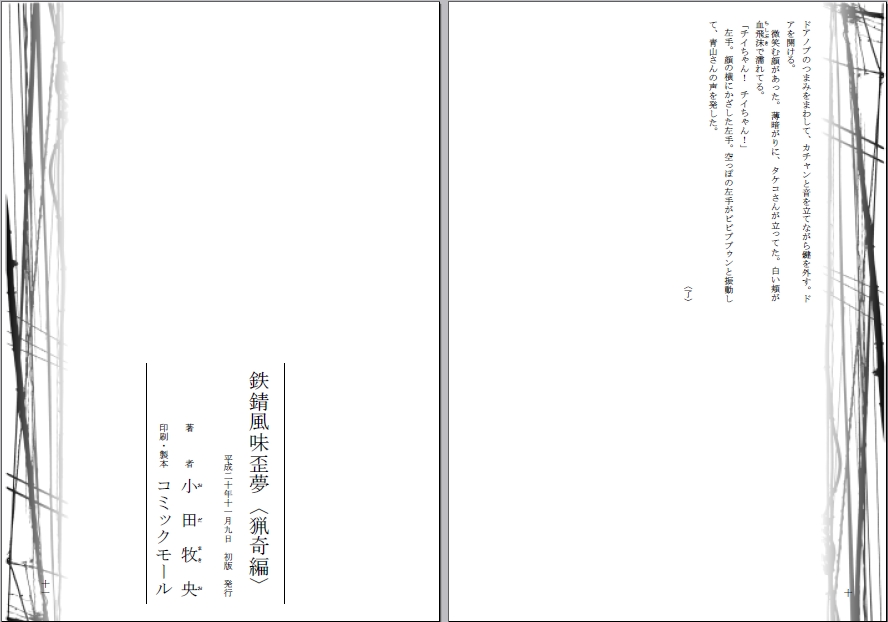 ドアノブのつまみをまわして、カチャンと音を立てながら鍵を外す。ド
アを開ける。
微笑む顔があった。薄暗がりに、タケコさんが立ってた。白い頬が
血飛沫で濡れてる。
「チイちゃん！　チイちゃん！」
左手。顔の横にかざした左手。空っぽの左手がビビブブゥンと振動し
て、青山さんの声を発した。
〈了〉
十
鉄錆風味歪夢〈猟奇編〉
平成二十年十一月九日　初版　発行
著　者　小田牧央
印刷・製本　コミックモール
十一